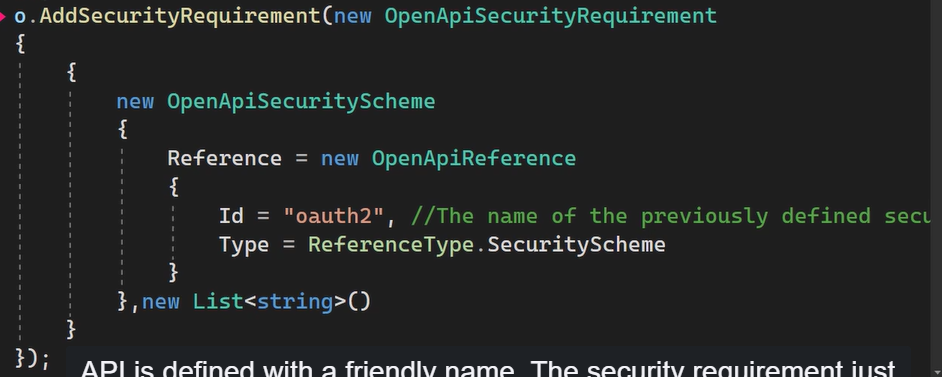 o.AddSecurityRequirement(new OpenApiSecurityRequirement
{
{
new OpenApiSecurityScheme
{
Reference = new OpenApiReference
{
Id = "oauth2", //The name of the previously defined secu
Type = ReferenceType.SecurityScheme
}
},new List<string>()
}
});
API is defined with a friendly name. The security requirement just